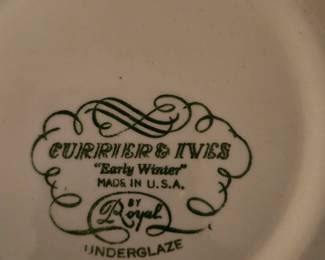 CURRIER & IVES
"Early Winter"
MADE IN U.S.A.
BY
Royal
UNDERGLAZE